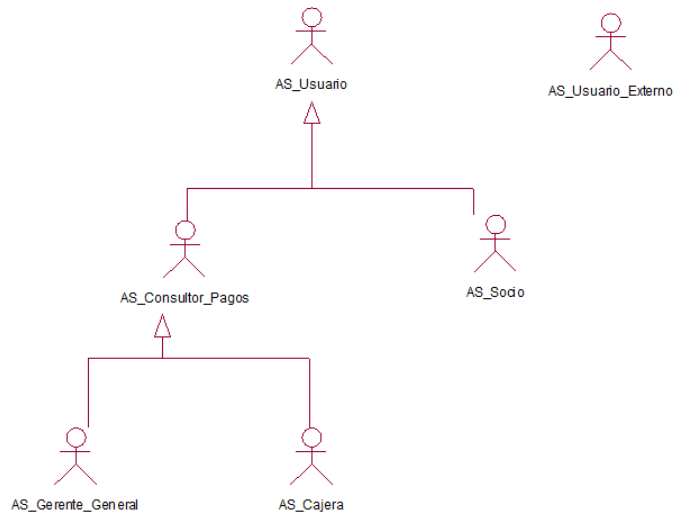 AS_Usuario
AS_Usuario_Externo
AS_Consultor_Pagos
AS_Socio
AS_Gerente_General
AS_Cajera